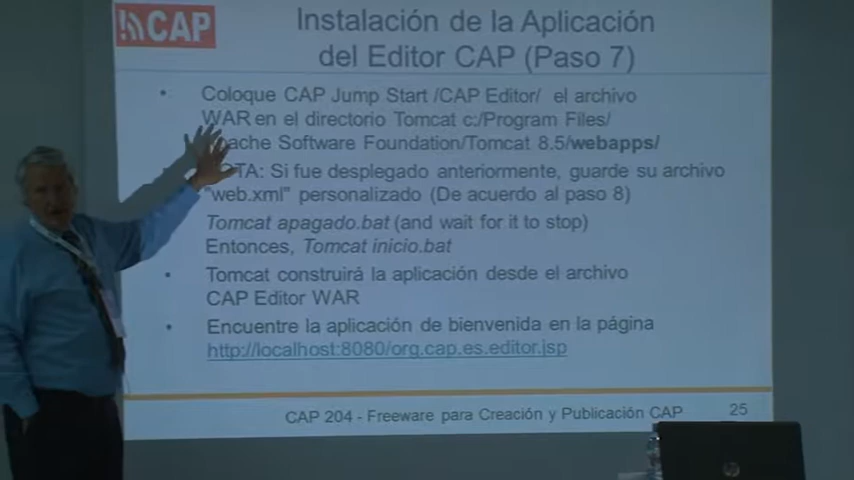 CAP
Instalación de la Aplicación
del Editor CAP (Paso 7)
Coloque CAP Jump Start /CAP Editor/ el archivo
WAR en el directorio Tomcat c:/Program Files/
Software Foundation/Tomcat 8.5/webapps/
Si fue desplegado anteriormente, guarde su archivo
"web.xml" personalizado (De acuerdo al paso 8)
Tomcat apagado.bat (and wait for it to stop)
Entonces, Tomcat inicio.bat
Tomcat construirá la aplicación desde el archivo
CAP Editor WAR
Encuentre la aplicación de bienvenida en la página
http://localhost:8080/org.cap.es.editor.jsp
CAP 204 - Freeware para Creación y Publicación CAP
25